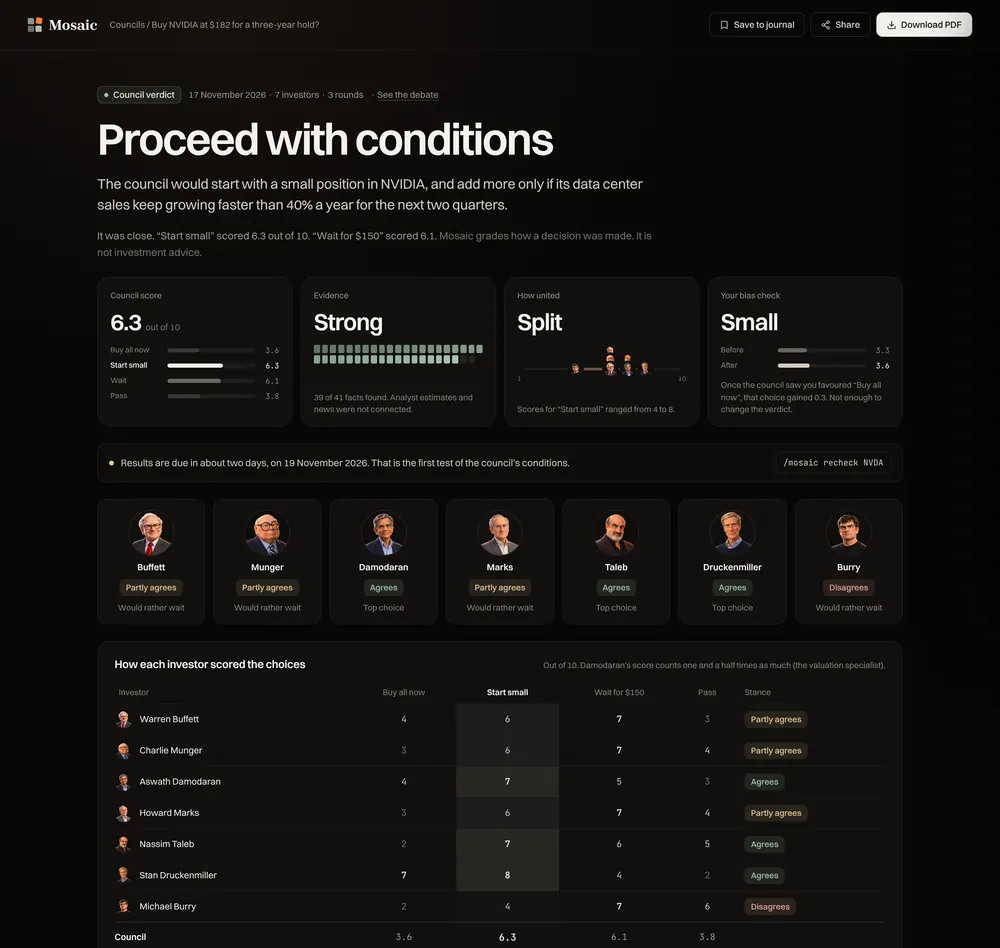 Mosaic
Councils / Buy NVIDIA at $182 for a three-year hold?
Save to journal
Share
Download PDF
Council verdict
17 November 2026 · 7 investors · 3 rounds · See the debate
Proceed with conditions
The council would start with a small position in NVIDIA, and add more only if its data center
sales keep growing faster than 40% a year for the next two quarters.
It was close. “Start small” scored 6.3 out of 10. “Wait for $150” scored 6.1. Mosaic grades how a decision was made. It is
not investment advice.
Council score
6.3 out of 10
Buy all now 3.6
Start small 6.3
Wait 6.1
Pass 3.8
Evidence
Strong
39 of 41 facts found. Analyst estimates and
news were not connected.
How united
Split
1 10
Scores for “Start small” ranged from 4 to 8.
Your bias check
Small
Before 3.3
After 3.6
Once the council saw you favoured “Buy all
now”, that choice gained 0.3. Not enough to
change the verdict.
Results are due in about two days, on 19 November 2026. That is the first test of the council’s conditions.
/mosaic recheck NVDA
Buffett
Partly agrees
Would rather wait
Munger
Partly agrees
Would rather wait
Damodaran
Agrees
Top choice
Marks
Partly agrees
Would rather wait
Taleb
Agrees
Top choice
Druckenmiller
Agrees
Top choice
Burry
Disagrees
Would rather wait
How each investor scored the choices
Out of 10. Damodaran’s score counts one and a half times as much (the valuation specialist).
Investor Buy all now Start small Wait for $150 Pass Stance
Warren Buffett 4 6 7 3 Partly agrees
Charlie Munger 3 6 7 4 Partly agrees
Aswath Damodaran 4 7 5 3 Agrees
Howard Marks 3 6 7 4 Partly agrees
Nassim Taleb 2 7 6 5 Agrees
Stan Druckenmiller 7 8 4 2 Agrees
Michael Burry 2 4 7 6 Disagrees
Council 3.6 6.3 6.1 3.8